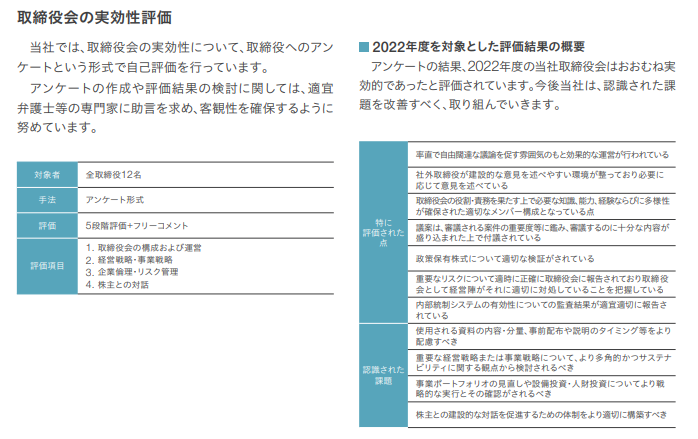 取締役会の実効性評価
当社では、取締役会の実効性について、取締役へのアン
ケートという形式で自己評価を行っています。
アンケートの作成や評価結果の検討に関しては、適宜
弁護士等の専門家に助言を求め、客観性を確保するように
努めています。
対象者 全取締役12名
手法 アンケート形式
評価 5段階評価+フリーコメント
評価項目
1. 取締役会の構成および運営
2. 経営戦略・事業戦略
3. 企業倫理・リスク管理
4. 株主との対話
■ 2022年度を対象とした評価結果の概要
アンケートの結果、2022年度の当社取締役会はおおむね実
効的であったと評価されています。今後当社は、認識された課
題を改善すべく、取り組んでいきます。
特に
評価された
点
率直で自由闊達な議論を促す雰囲気のもと効果的な運営が行われている
社外取締役が建設的な意見を述べやすい環境が整っており必要に
応じて意見を述べている
取締役会の役割・責務を果たす上で必要な知識、能力、経験ならびに多様性
が確保された適切なメンバー構成となっている点
議案は、審議される案件の重要度等に鑑み、審議するのに十分な内容が
盛り込まれた上で付議されている
政策保有株式について適切な検証がされている
重要なリスクについて適時に正確に取締役会に報告されており取締役
会として経営陣がそれに適切に対処していることを把握している
内部統制システムの有効性についての監査結果が適宜適切に報告さ
れている
認識された
課題
使用される資料の内容・分量、事前配布や説明のタイミング等をより
配慮すべき
重要な経営戦略または事業戦略について、より多角的かつサステナ
ビリティに関する観点から検討されるべき
事業ポートフォリオの見直しや設備投資・人財投資についてより戦
略的な実行とその確認がされるべき
株主との建設的な対話を促進するための体制をより適切に構築すべき